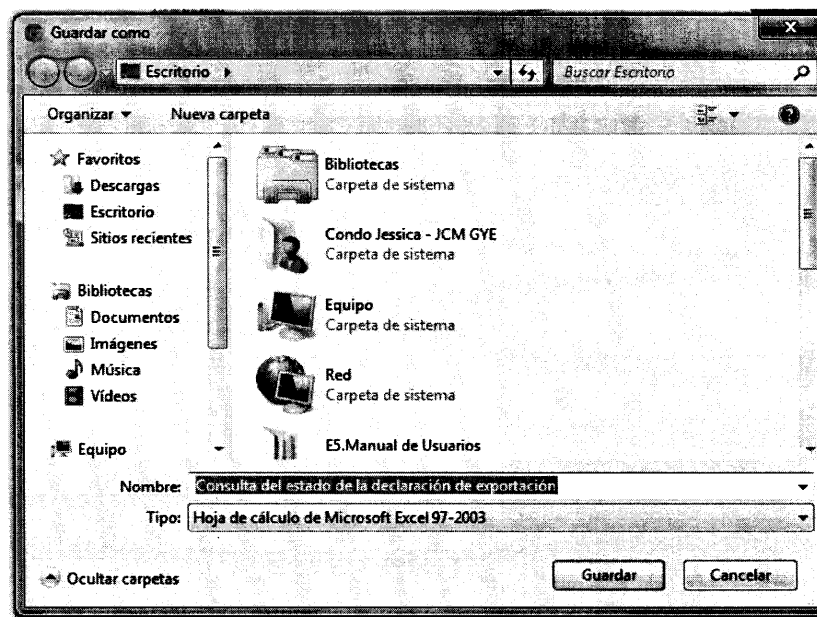 Guardar como
Escritorio
Buscar Escritorio
Organizar
Nueva carpeta
Favoritos
Descargas
Escritorio
Sitios recientes
Bibliotecas
Documentos
Imágenes
Música
Vídeos
Equipo
Bibliotecas
Carpeta de sistema
Condo Jessica - JCM GYE
Carpeta de sistema
Equipo
Carpeta de sistema
Red
Carpeta de sistema
E5.Manual de Usuarios
Nombre: Consulta del estado de la declaración de exportación
Tipo: Hoja de cálculo de Microsoft Excel 97-2003
Ocultar carpetas
Guardar
Cancelar